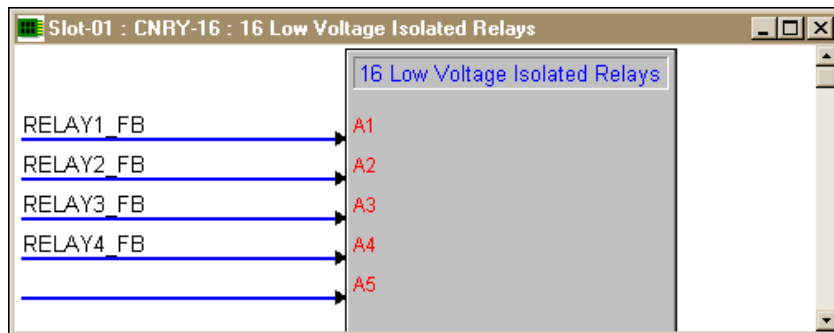 Slot-01 : CNRY-16 : 16 Low Voltage Isolated Relays
16 Low Voltage Isolated Relays
RELAY1_FB A1
RELAY2_FB A2
RELAY3_FB A3
RELAY4_FB A4
A5